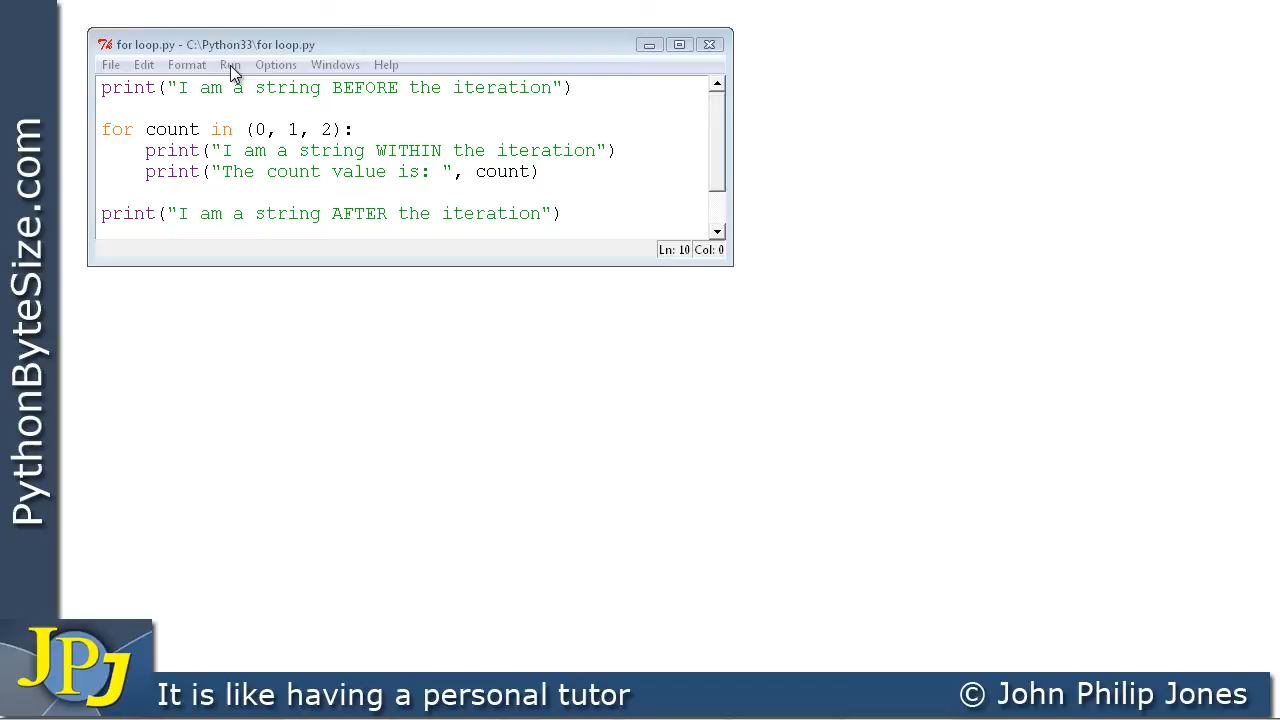 for loop.py - C:\Python33\for loop.py
File Edit Format Run Options Windows Help
print("I am a string BEFORE the iteration")
for count in (0, 1, 2):
    print("I am a string WITHIN the iteration")
    print("The count value is: ", count)
print("I am a string AFTER the iteration")
Ln: 10 Col: 0
PythonByteSize.com
JPJ
It is like having a personal tutor
© John Philip Jones